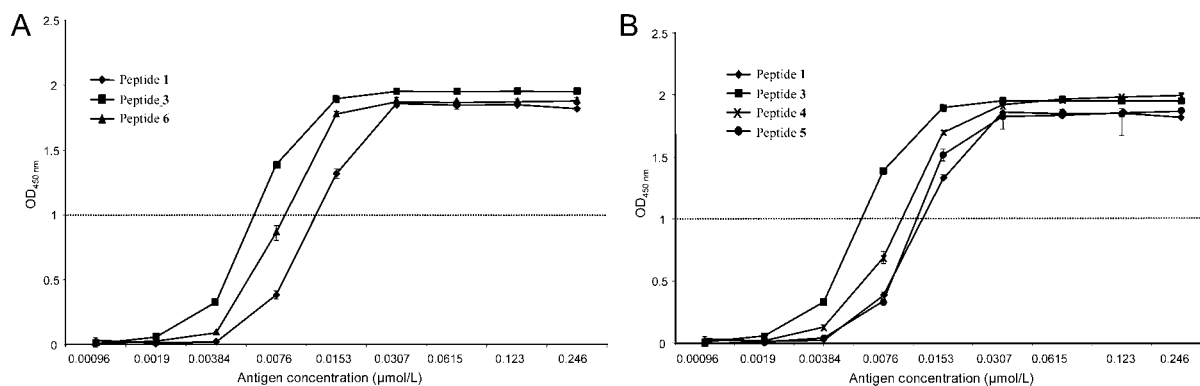 A
2.5
2
1.5
1
0.5
0
OD450 nm
Peptide 1
Peptide 3
Peptide 6
0.00096 0.0019 0.00384 0.0076 0.0153 0.0307 0.0615 0.123 0.246
Antigen concentration (µmol/L)
B
2.5
2
1.5
1
0.5
0
OD450 nm
Peptide 1
Peptide 3
Peptide 4
Peptide 5
0.00096 0.0019 0.00384 0.0076 0.0153 0.0307 0.0615 0.123 0.246
Antigen concentration (µmol/L)